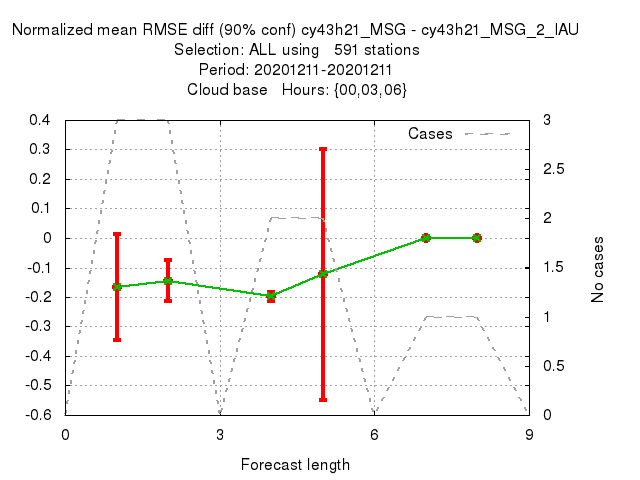 Normalized mean RMSE diff (90% conf) cy43h21_MSG - cy43h21_MSG_2_IAU
Selection: ALL using   591 stations
Period: 20201211-20201211
Cloud base   Hours: {00,03,06}
Cases
0.4
0.3
0.2
0.1
0
-0.1
-0.2
-0.3
-0.4
-0.5
-0.6
3
2.5
2
1.5
1
0.5
0
No cases
0 3 6 9
Forecast length